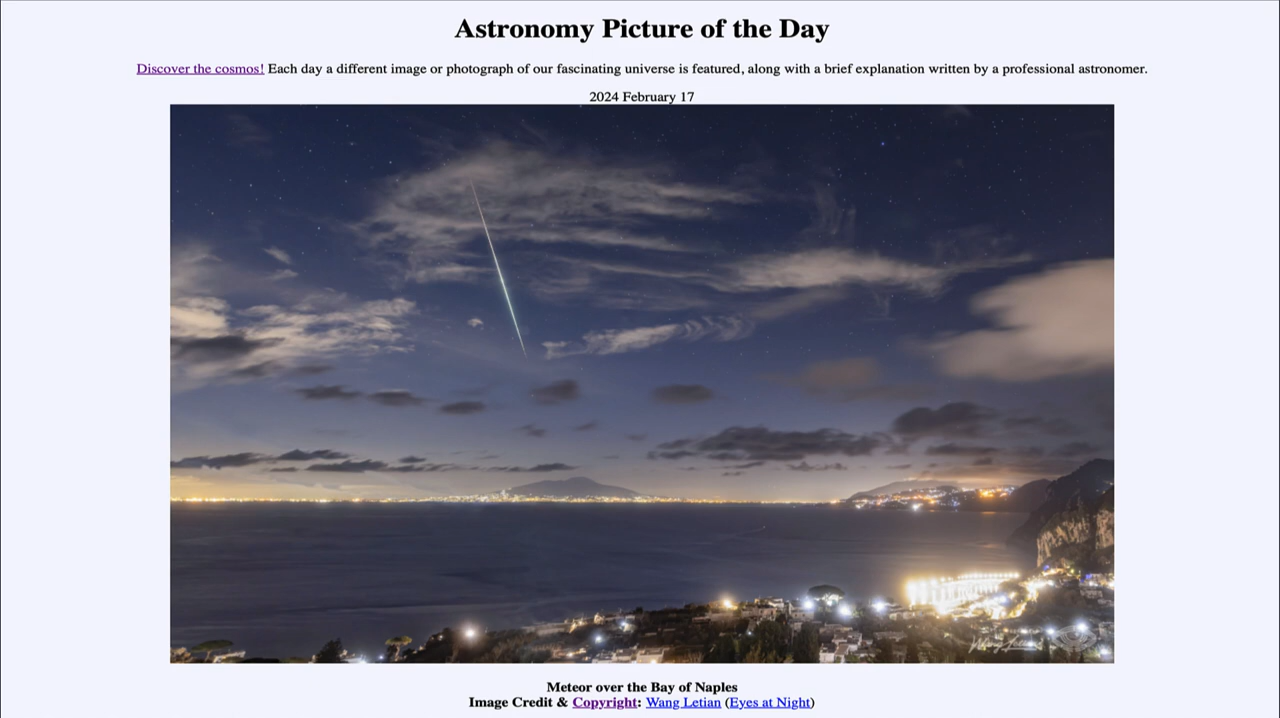 Astronomy Picture of the Day
Discover the cosmos! Each day a different image or photograph of our fascinating universe is featured, along with a brief explanation written by a professional astronomer.
2024 February 17
Wang Letian
Meteor over the Bay of Naples
Image Credit & Copyright: Wang Letian (Eyes at Night)